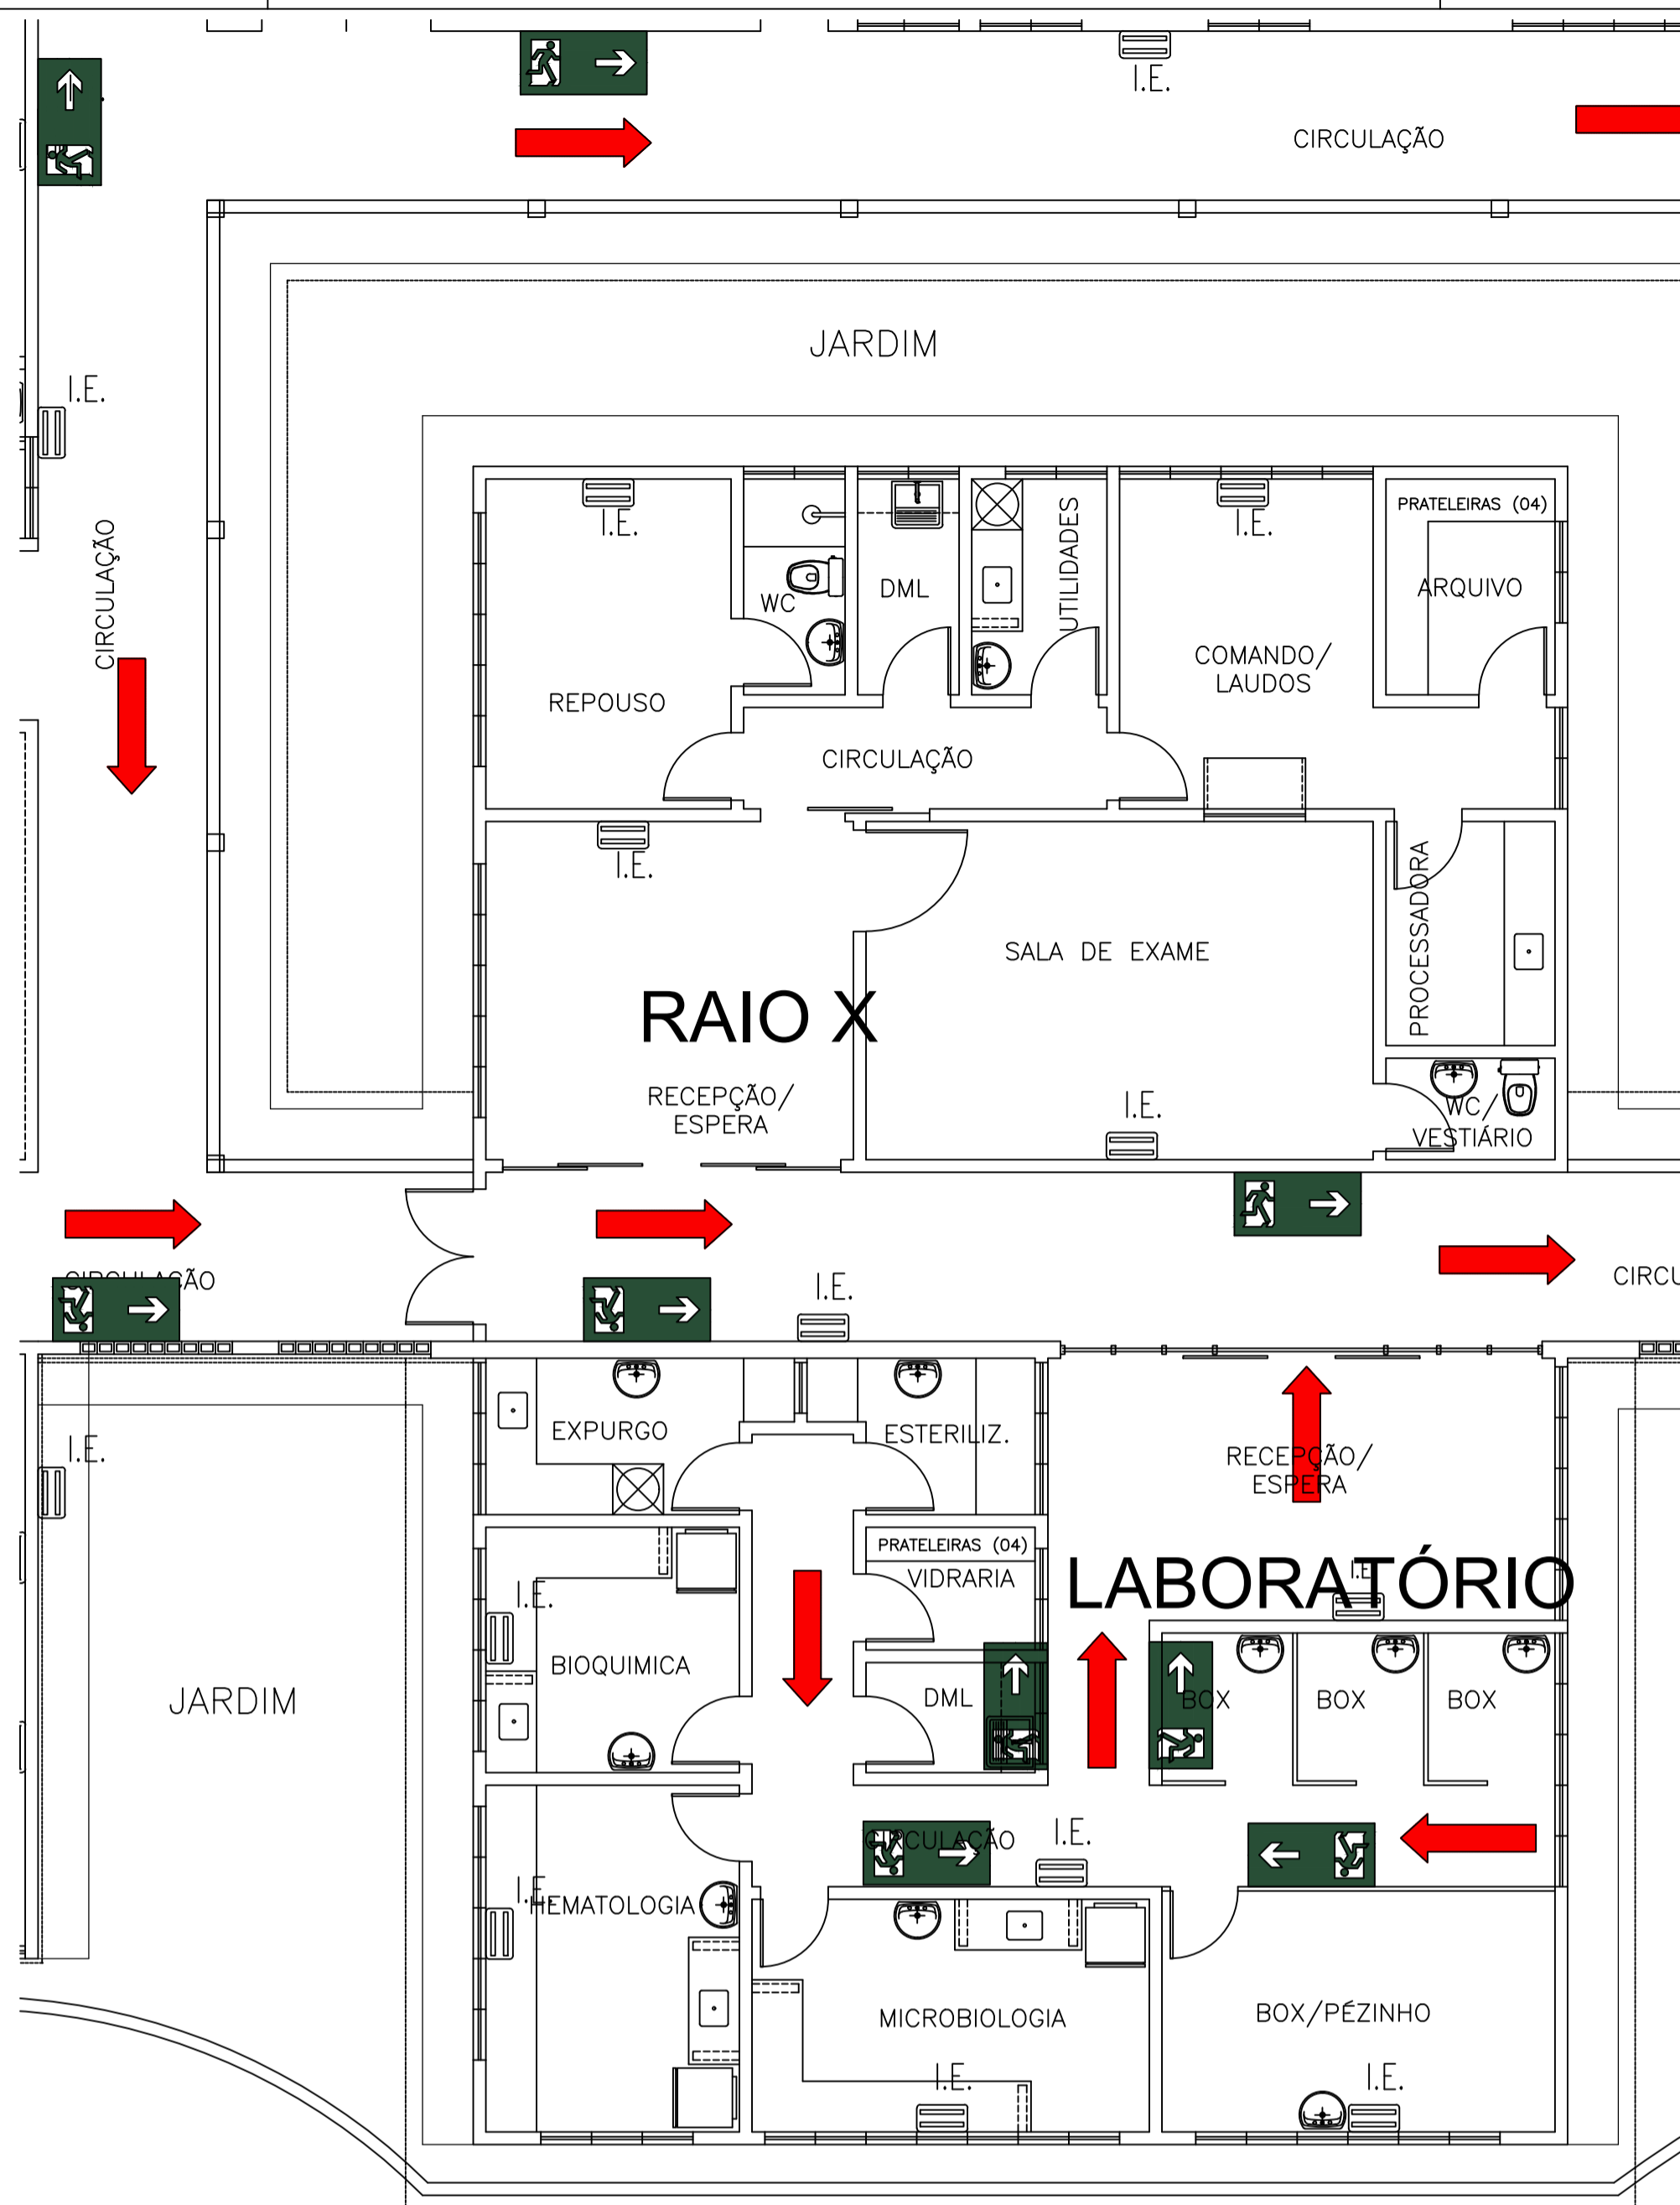 I.E.
CIRCULAÇÃO
JARDIM
I.E.
CIRCULAÇÃO
I.E.
I.E.
PRATELEIRAS (04)
UTILIDADES
WC
DML
ARQUIVO
COMANDO/
LAUDOS
REPOUSO
CIRCULAÇÃO
I.E.
PROCESSADORA
SALA DE EXAME
RAIO X
RECEPÇÃO/
ESPERA
I.E.
WC/
VESTIÁRIO
CIRCULAÇÃO
I.E.
CIRCU
I.E.
EXPURGO
ESTERILIZ.
RECEPÇÃO/
ESPERA
PRATELEIRAS (04)
VIDRARIA
LABORATÓRIO
I.E.
I.E.
BIOQUIMICA
JARDIM
DML
BOX
BOX
BOX
CIRCULAÇÃO
I.E.
I.E.
HEMATOLOGIA
MICROBIOLOGIA
BOX/PÉZINHO
I.E.
I.E.